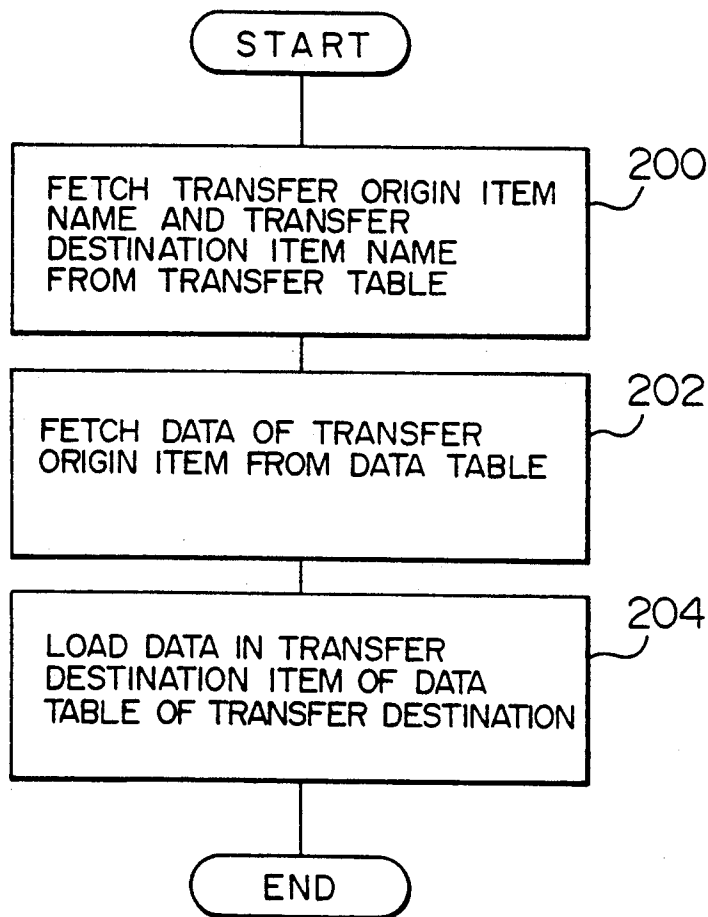 START
200
FETCH TRANSFER ORIGIN ITEM
NAME AND TRANSFER
DESTINATION ITEM NAME
FROM TRANSFER TABLE
202
FETCH DATA OF TRANSFER
ORIGIN ITEM FROM DATA TABLE
204
LOAD DATA IN TRANSFER
DESTINATION ITEM OF DATA
TABLE OF TRANSFER DESTINATION
END